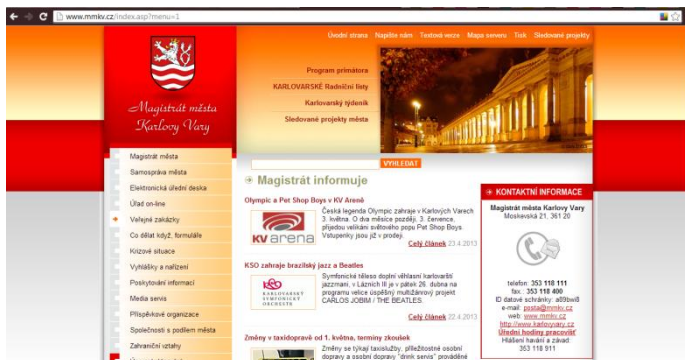 www.mmkv.cz/index.asp?menu=1
Úvodní strana Napište nám Textová verze Mapa serveru Tisk Sledované projekty
Program primátora
KARLOVARSKÉ Radniční listy
Karlovarský týdeník
Sledované projekty města
Magistrát města
Karlovy Vary
VYHLEDAT
Magistrát města
Samospráva města
Elektronická úřední deska
Úřad on-line
Veřejné zakázky
Co dělat když, formuláře
Krizové situace
Vyhlášky a nařízení
Poskytování informací
Media servis
Příspěvkové organizace
Společnosti s podílem města
Zahraniční vztahy
Magistrát informuje
Olympic a Pet Shop Boys v KV Areně
KV arena
Česká legenda Olympic zahraje v Karlových Varech
3. května. O dva měsíce později, 3. července,
přijedou velikáni světového popu Pet Shop Boys.
Vstupenky jsou již v prodeji.
Celý článek 23.4.2013
KSO zahraje brazilský jazz a Beatles
KSO
KARLOVARSKÝ
SYMFONICKÝ
ORCHESTR
Symfonické těleso doplní věhlasní karlovarští
jazzmani, v Lázních III je v pátek 26. dubna na
programu velice úspěšný multižánrový projekt
CARLOS JOBIM / THE BEATLES.
Celý článek 22.4.2013
Změny v taxidopravě od 1. května, termíny zkoušek
Změny se týkají taxislužby, příležitostné osobní
dopravy a osobní dopravy "drink servis" prováděné
KONTAKTNÍ INFORMACE
Magistrát města Karlovy Vary
Moskevská 21, 361 20
telefon: 353 118 111
fax.: 353 118 400
ID datové schránky: a89bwi8
e-mail: posta@mmkv.cz
web: www.mmkv.cz
http://www.karlovyvary.cz
Úřední hodiny pracovišť
Hlášení havárií a závad:
353 118 911